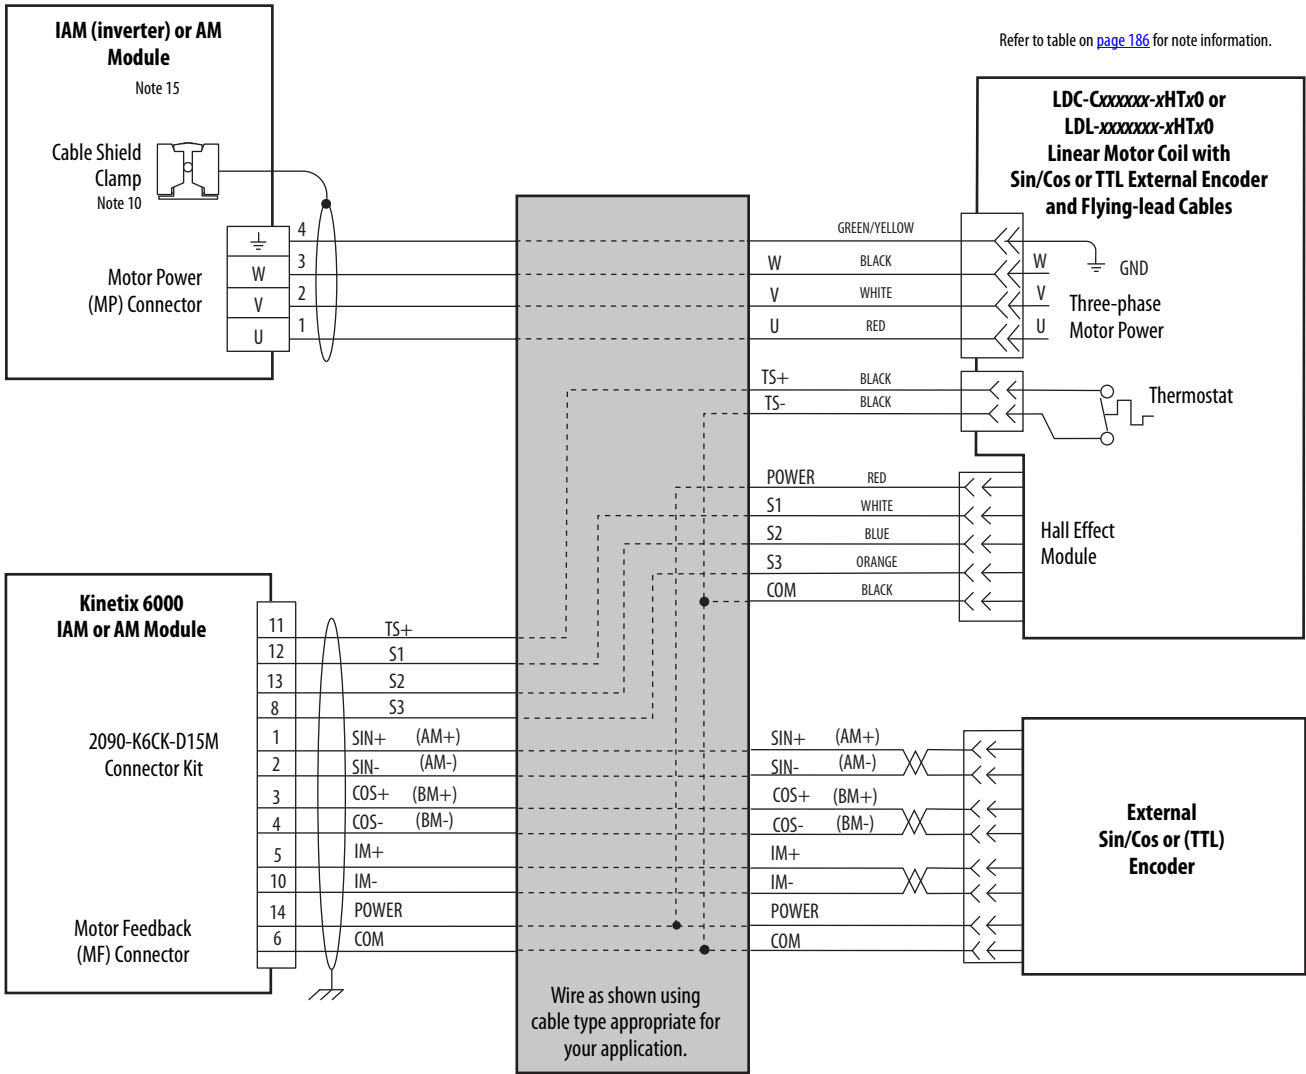 IAM (inverter) or AM
Module
Note 15
Cable Shield
Clamp
Note 10
Motor Power
(MP) Connector
W
V
U
4
3
2
1
Refer to table on page 186 for note information.
LDC-Cxxxxxx-xHTx0 or
LDL-xxxxxxx-xHTx0
Linear Motor Coil with
Sin/Cos or TTL External Encoder
and Flying-lead Cables
GREEN/YELLOW
W BLACK
V WHITE
U RED
W
V
U
GND
Three-phase
Motor Power
TS+ BLACK
TS- BLACK
Thermostat
POWER RED
S1 WHITE
S2 BLUE
S3 ORANGE
COM BLACK
Hall Effect
Module
Kinetix 6000
IAM or AM Module
2090-K6CK-D15M
Connector Kit
Motor Feedback
(MF) Connector
11 TS+
12 S1
13 S2
8 S3
1 SIN+ (AM+)
2 SIN- (AM-)
3 COS+ (BM+)
4 COS- (BM-)
5 IM+
10 IM-
14 POWER
6 COM
SIN+ (AM+)
SIN- (AM-)
COS+ (BM+)
COS- (BM-)
IM+
IM-
POWER
COM
External
Sin/Cos or (TTL)
Encoder
Wire as shown using
cable type appropriate for
your application.